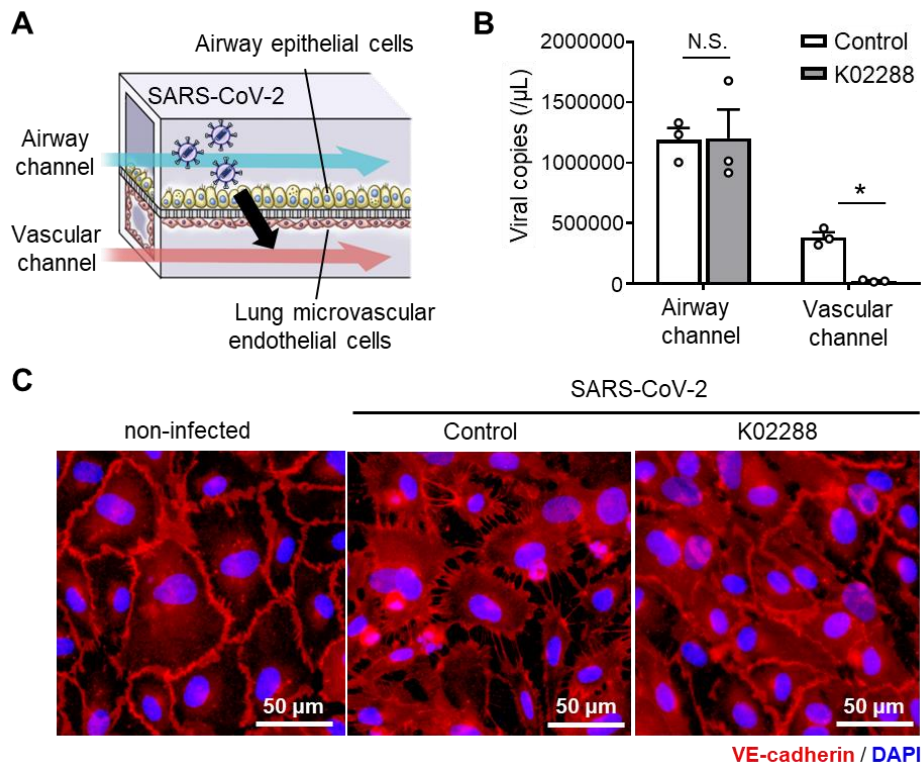 A
Airway epithelial cells
SARS-CoV-2
Airway
channel
Vascular
channel
Lung microvascular
endothelial cells
B
Viral copies (/μL)
2000000
1500000
1000000
500000
0
N.S.
*
Control
K02288
Airway
channel
Vascular
channel
C
SARS-CoV-2
non-infected
Control
K02288
50 μm
50 μm
50 μm
VE-cadherin / DAPI